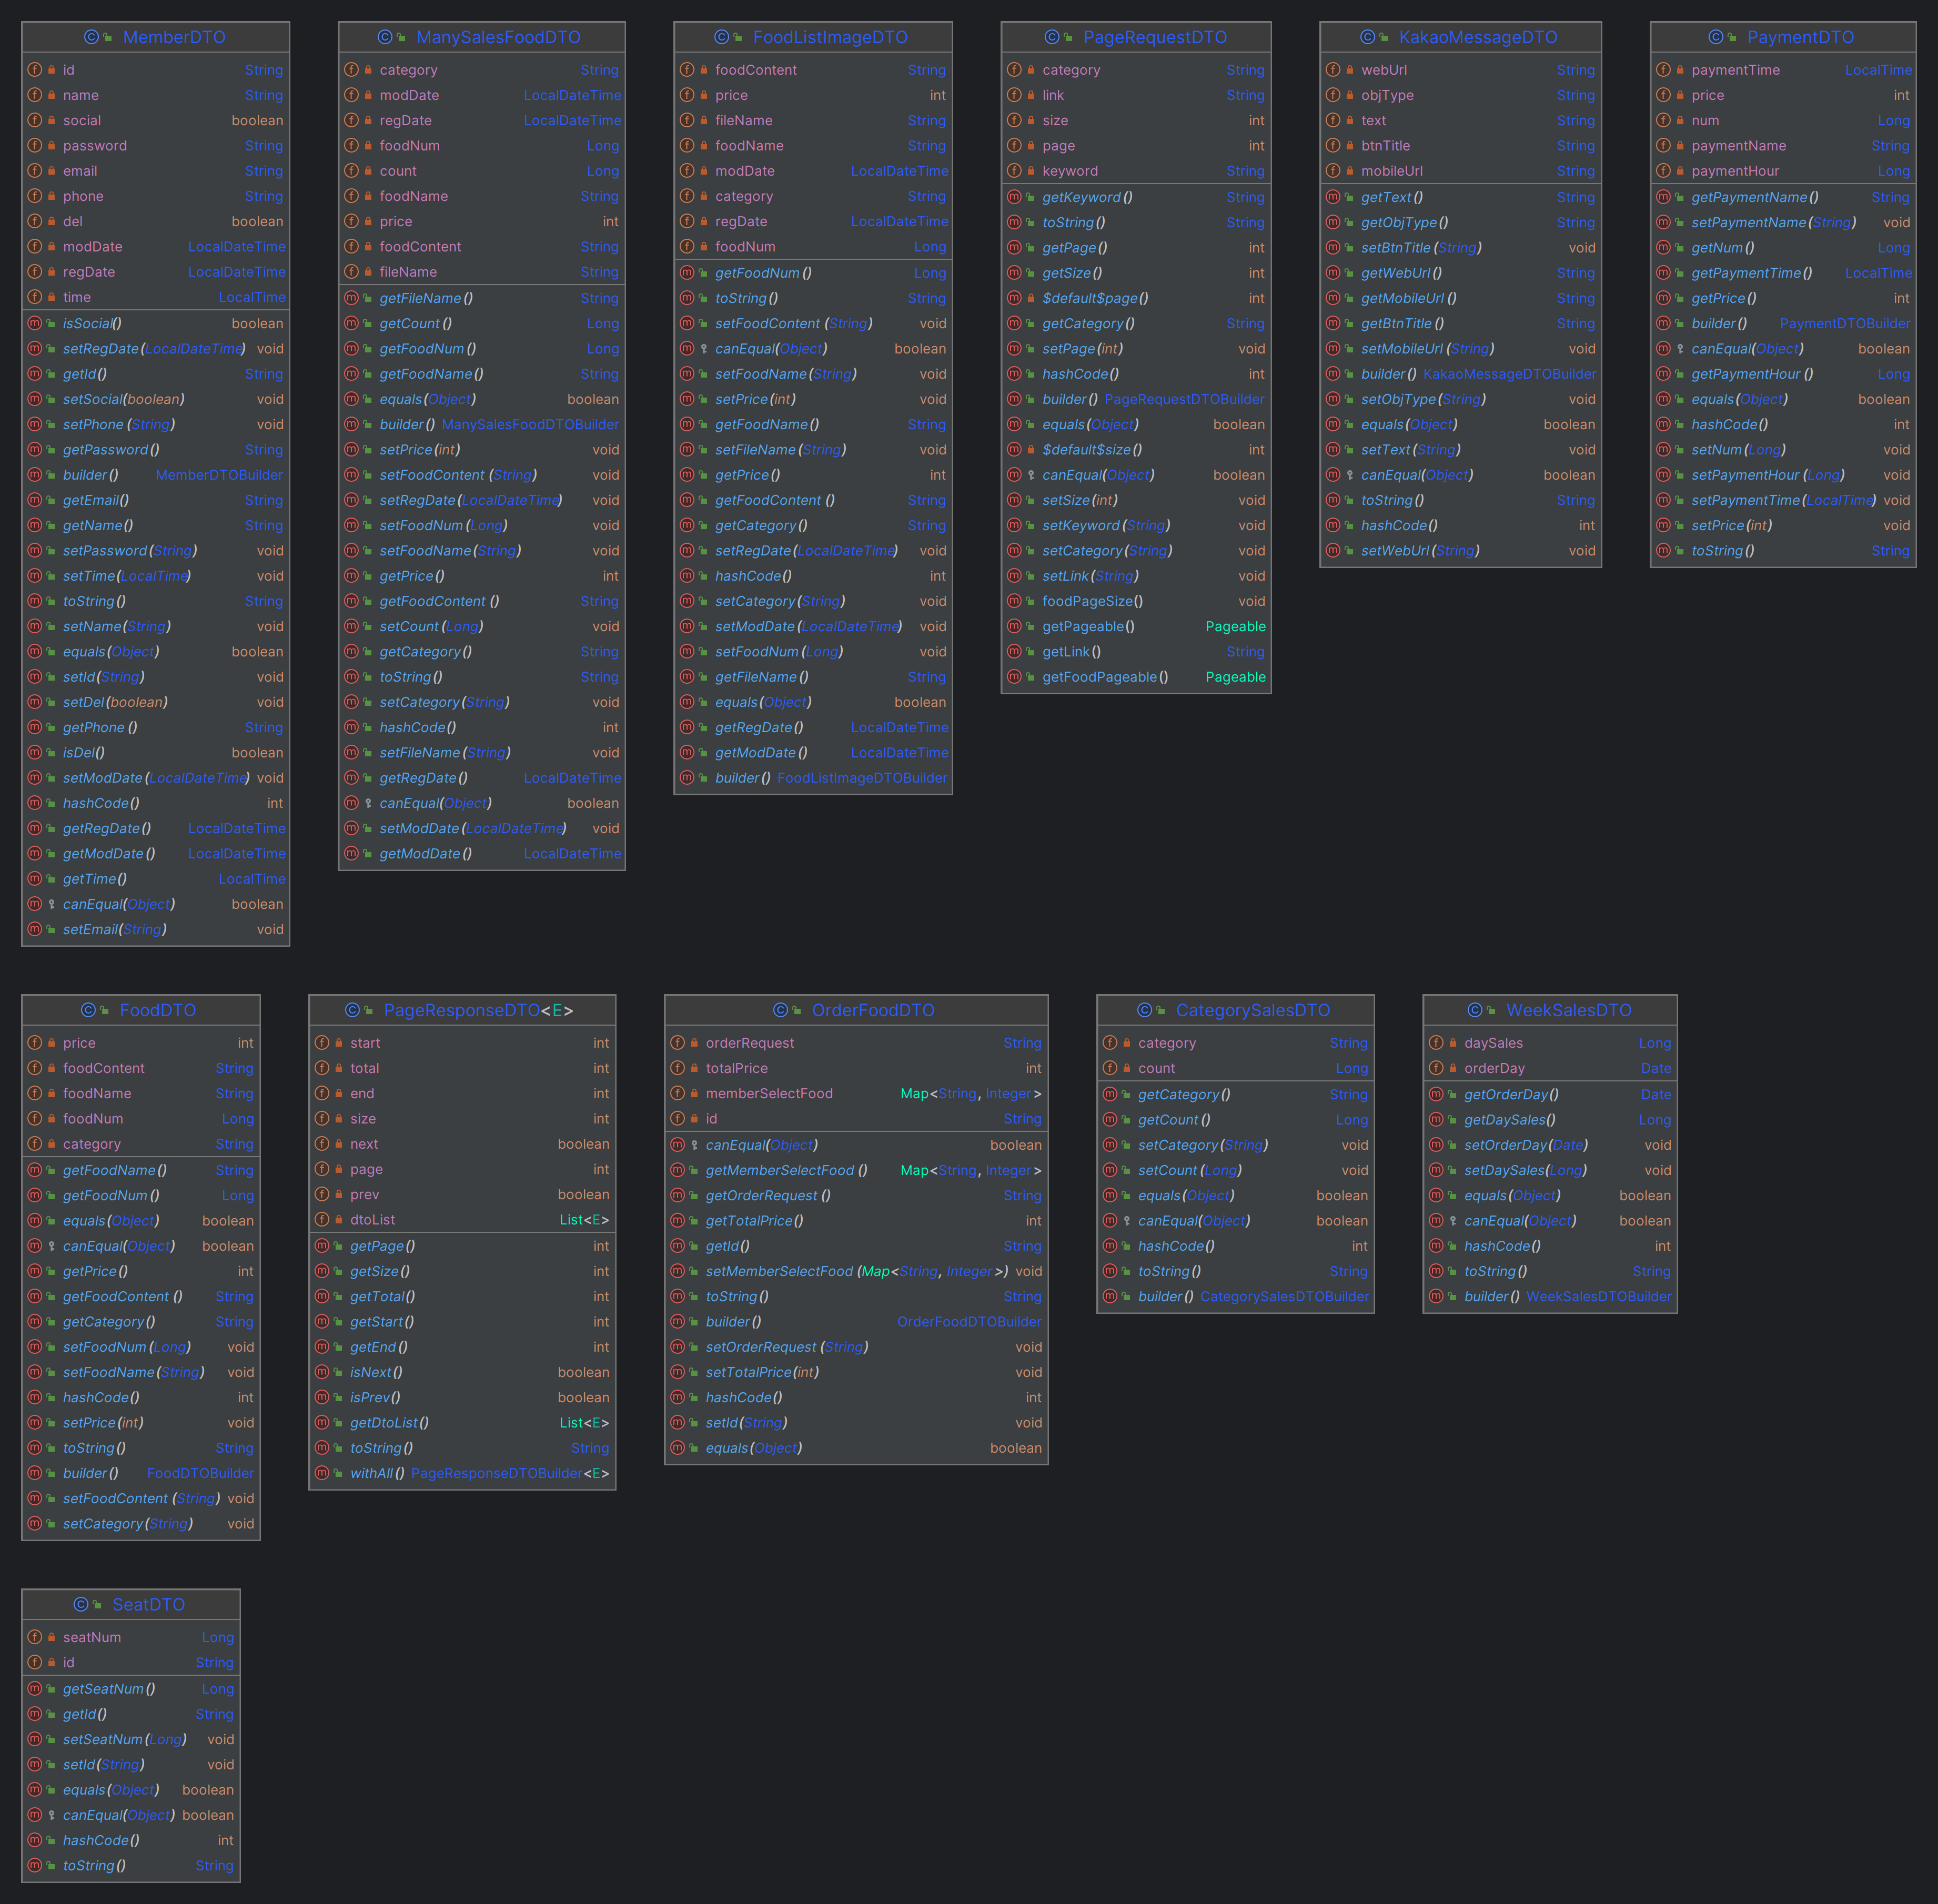 MemberDTO
id String
name String
social boolean
password String
email String
phone String
del boolean
modDate LocalDateTime
regDate LocalDateTime
time LocalTime
isSocial() boolean
setRegDate(LocalDateTime) void
getId() String
setSocial(boolean) void
setPhone(String) void
getPassword() String
builder() MemberDTOBuilder
getEmail() String
getName() String
setPassword(String) void
setTime(LocalTime) void
toString() String
setName(String) void
equals(Object) boolean
setId(String) void
setDel(boolean) void
getPhone() String
isDel() boolean
setModDate(LocalDateTime) void
hashCode() int
getRegDate() LocalDateTime
getModDate() LocalDateTime
getTime() LocalTime
canEqual(Object) boolean
setEmail(String) void
ManySalesFoodDTO
category String
modDate LocalDateTime
regDate LocalDateTime
foodNum Long
count Long
foodName String
price int
foodContent String
fileName String
getFileName() String
getCount() Long
getFoodNum() Long
getFoodName() String
equals(Object) boolean
builder() ManySalesFoodDTOBuilder
setPrice(int) void
setFoodContent(String) void
setRegDate(LocalDateTime) void
setFoodNum(Long) void
setFoodName(String) void
getPrice() int
getFoodContent() String
setCount(Long) void
getCategory() String
toString() String
setCategory(String) void
hashCode() int
setFileName(String) void
getRegDate() LocalDateTime
canEqual(Object) boolean
setModDate(LocalDateTime) void
getModDate() LocalDateTime
FoodListImageDTO
foodContent String
price int
fileName String
foodName String
modDate LocalDateTime
category String
regDate LocalDateTime
foodNum Long
getFoodNum() Long
toString() String
setFoodContent(String) void
canEqual(Object) boolean
setFoodName(String) void
setPrice(int) void
getFoodName() String
setFileName(String) void
getPrice() int
getFoodContent() String
getCategory() String
setRegDate(LocalDateTime) void
hashCode() int
setCategory(String) void
setModDate(LocalDateTime) void
setFoodNum(Long) void
getFileName() String
equals(Object) boolean
getRegDate() LocalDateTime
getModDate() LocalDateTime
builder() FoodListImageDTOBuilder
PageRequestDTO
category String
link String
size int
page int
keyword String
getKeyword() String
toString() String
getPage() int
getSize() int
$default$page() int
getCategory() String
setPage(int) void
hashCode() int
builder() PageRequestDTOBuilder
equals(Object) boolean
$default$size() int
canEqual(Object) boolean
setSize(int) void
setKeyword(String) void
setCategory(String) void
setLink(String) void
foodPageSize() void
getPageable() Pageable
getLink() String
getFoodPageable() Pageable
KakaoMessageDTO
webUrl String
objType String
text String
btnTitle String
mobileUrl String
getText() String
getObjType() String
setBtnTitle(String) void
getWebUrl() String
getMobileUrl() String
getBtnTitle() String
setMobileUrl(String) void
builder() KakaoMessageDTOBuilder
setObjType(String) void
equals(Object) boolean
setText(String) void
canEqual(Object) boolean
toString() String
hashCode() int
setWebUrl(String) void
PaymentDTO
paymentTime LocalTime
price int
num Long
paymentName String
paymentHour Long
getPaymentName() String
setPaymentName(String) void
getNum() Long
getPaymentTime() LocalTime
getPrice() int
builder() PaymentDTOBuilder
canEqual(Object) boolean
getPaymentHour() Long
equals(Object) boolean
hashCode() int
setNum(Long) void
setPaymentHour(Long) void
setPaymentTime(LocalTime) void
setPrice(int) void
toString() String
FoodDTO
price int
foodContent String
foodName String
foodNum Long
category String
getFoodName() String
getFoodNum() Long
equals(Object) boolean
canEqual(Object) boolean
getPrice() int
getFoodContent() String
getCategory() String
setFoodNum(Long) void
setFoodName(String) void
hashCode() int
setPrice(int) void
toString() String
builder() FoodDTOBuilder
setFoodContent(String) void
setCategory(String) void
PageResponseDTO<E>
start int
total int
end int
size int
next boolean
page int
prev boolean
dtoList List<E>
getPage() int
getSize() int
getTotal() int
getStart() int
getEnd() int
isNext() boolean
isPrev() boolean
getDtoList() List<E>
toString() String
withAll() PageResponseDTOBuilder<E>
OrderFoodDTO
orderRequest String
totalPrice int
memberSelectFood Map<String, Integer>
id String
canEqual(Object) boolean
getMemberSelectFood() Map<String, Integer>
getOrderRequest() String
getTotalPrice() int
getId() String
setMemberSelectFood(Map<String, Integer>) void
toString() String
builder() OrderFoodDTOBuilder
setOrderRequest(String) void
setTotalPrice(int) void
hashCode() int
setId(String) void
equals(Object) boolean
CategorySalesDTO
category String
count Long
getCategory() String
getCount() Long
setCategory(String) void
setCount(Long) void
equals(Object) boolean
canEqual(Object) boolean
hashCode() int
toString() String
builder() CategorySalesDTOBuilder
WeekSalesDTO
daySales Long
orderDay Date
getOrderDay() Date
getDaySales() Long
setOrderDay(Date) void
setDaySales(Long) void
equals(Object) boolean
canEqual(Object) boolean
hashCode() int
toString() String
builder() WeekSalesDTOBuilder
SeatDTO
seatNum Long
id String
getSeatNum() Long
getId() String
setSeatNum(Long) void
setId(String) void
equals(Object) boolean
canEqual(Object) boolean
hashCode() int
toString() String